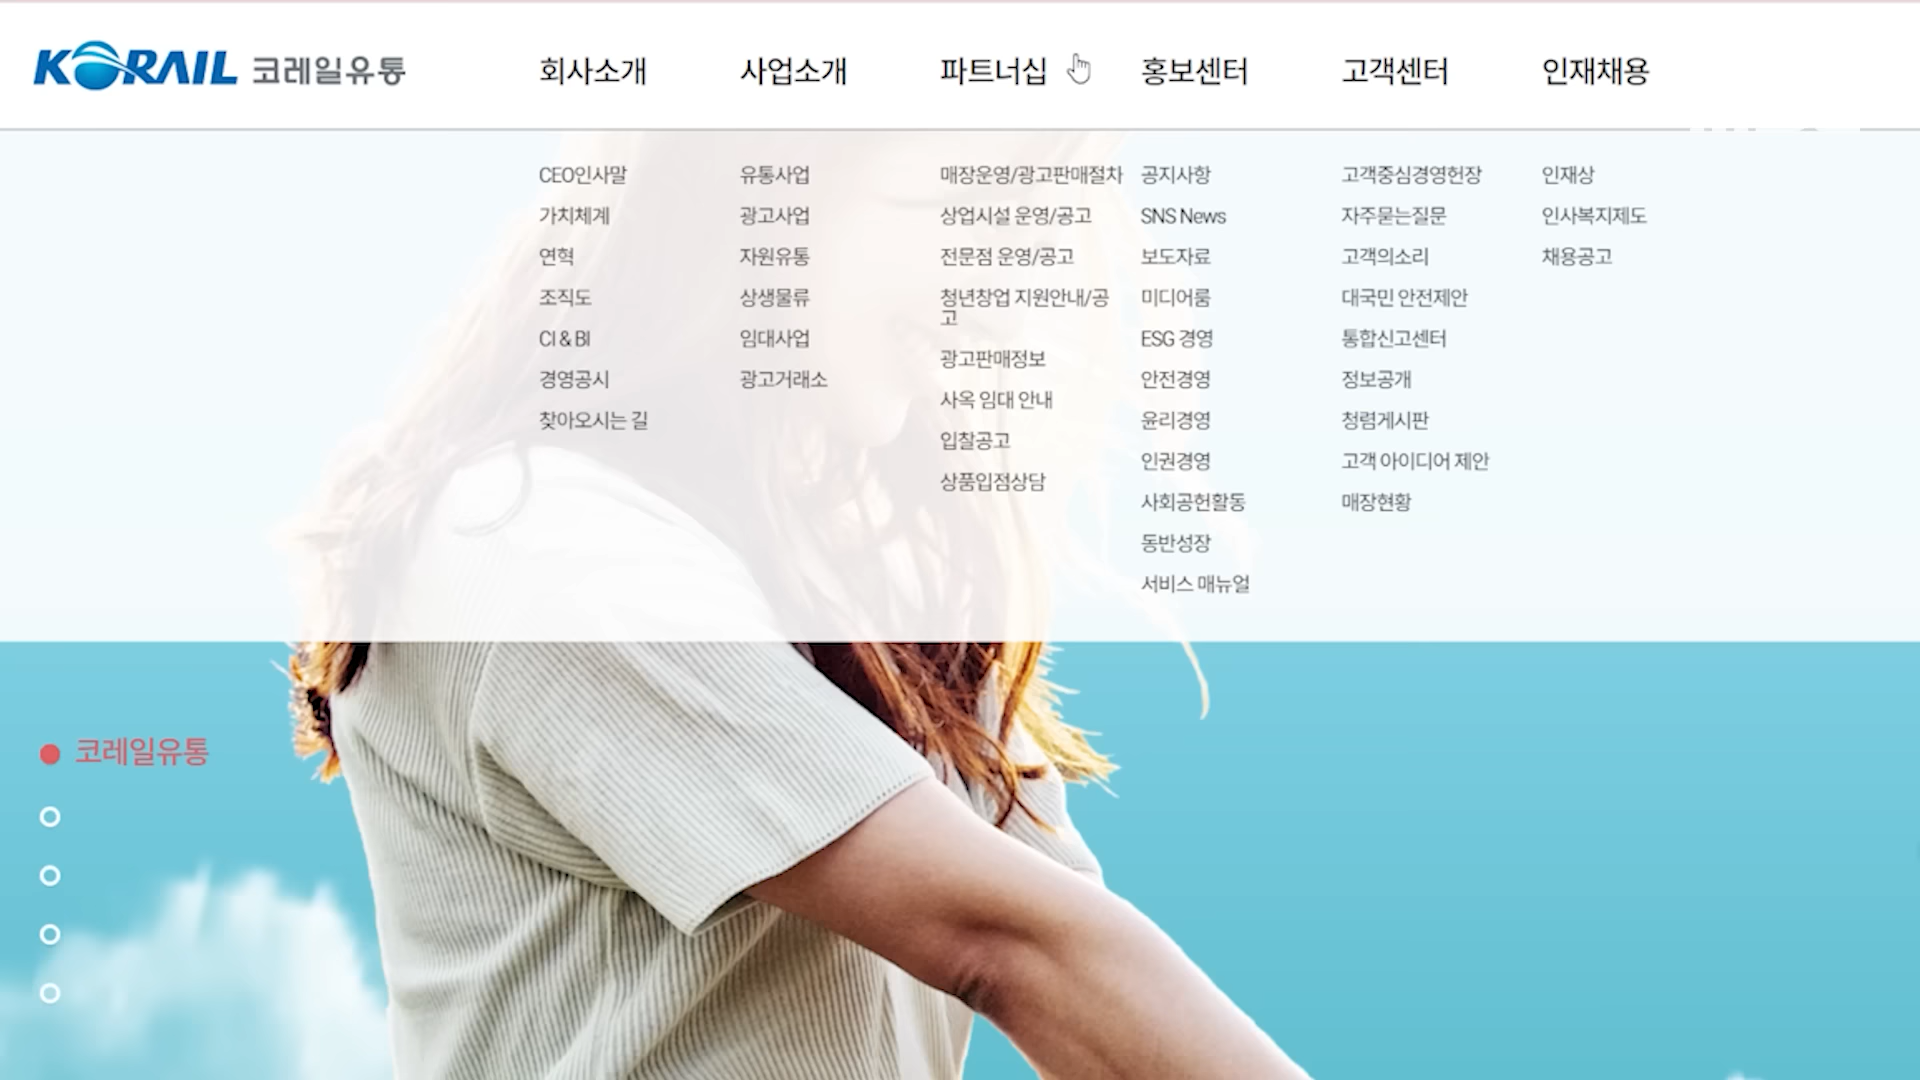 KORAIL 코레일유통
회사소개
사업소개
파트너십
홍보센터
고객센터
인재채용
CEO인사말
가치체계
연혁
조직도
CI & BI
경영공시
찾아오시는 길
유통사업
광고사업
자원유통
상생물류
임대사업
광고거래소
매장운영/광고판매절차
상업시설 운영/공고
전문점 운영/공고
청년창업 지원안내/공
고
광고판매정보
사옥 임대 안내
입찰공고
상품입점상담
공지사항
SNS News
보도자료
미디어룸
ESG 경영
안전경영
윤리경영
인권경영
사회공헌활동
동반성장
서비스 매뉴얼
고객중심경영헌장
자주묻는질문
고객의소리
대국민 안전제안
통합신고센터
정보공개
청렴게시판
고객 아이디어 제안
매장현황
인재상
인사복지제도
채용공고
코레일유통